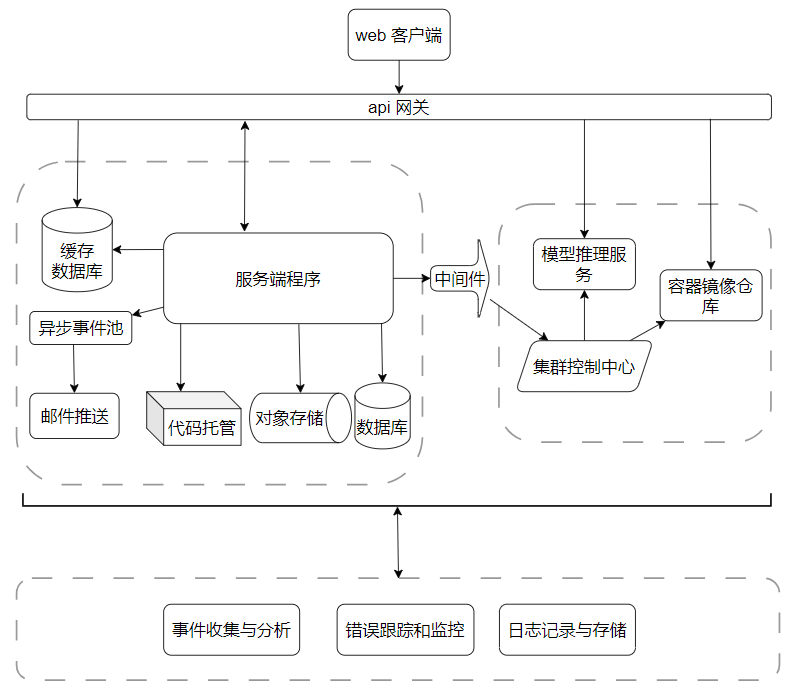 web 客户端
api 网关
缓存
数据库
服务端程序
中间件
模型推理服
务
容器镜像仓
库
异步事件池
集群控制中心
邮件推送
代码托管
对象存储
数据库
事件收集与分析
错误跟踪和监控
日志记录与存储